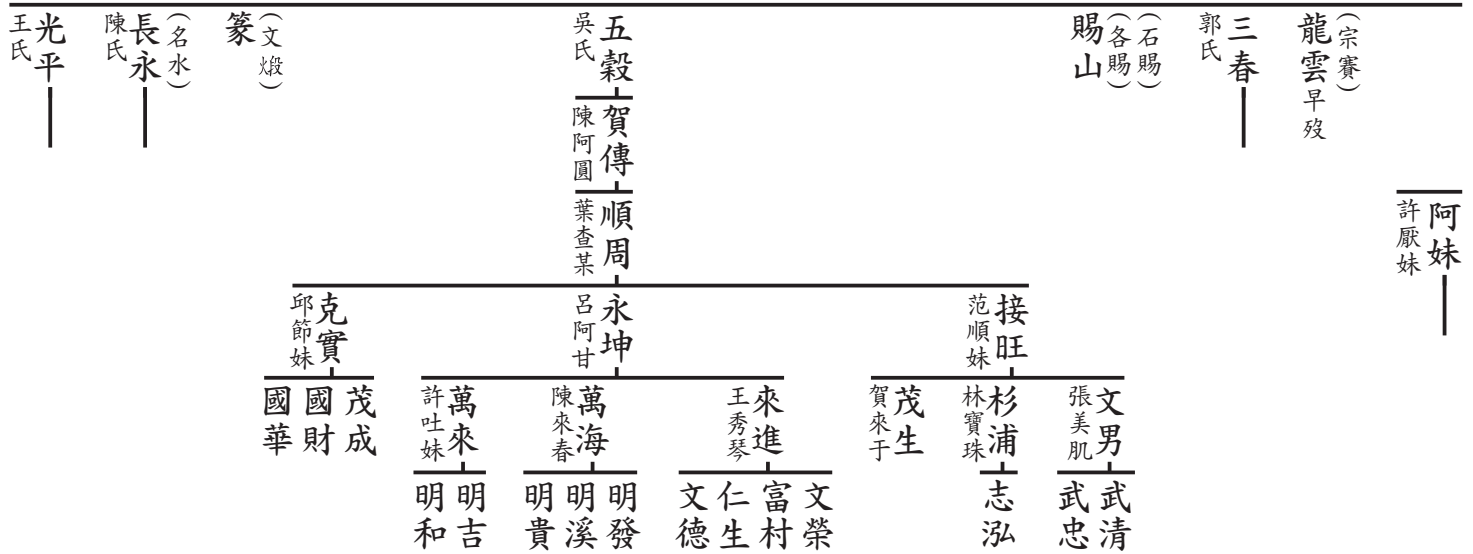 (宗賽)
龍雲早歿
三春
郭氏
(石賜)
(各賜)
賜山
五穀
吳氏
(文煅)
篆
(名水)
長永
陳氏
光平
王氏
賀傳
陳阿圓
阿妹
許厭妹
順周
葉查某
接旺
范順妹
永坤
呂阿甘
克實
邱節妹
文男
張美肌
杉浦
林寶珠
茂生
賀來于
來進
王秀琴
萬海
陳來春
萬來
許吐妹
茂成
國財
國華
武清
武忠
志泓
文榮
富村
仁生
文德
明發
明溪
明貴
明吉
明和